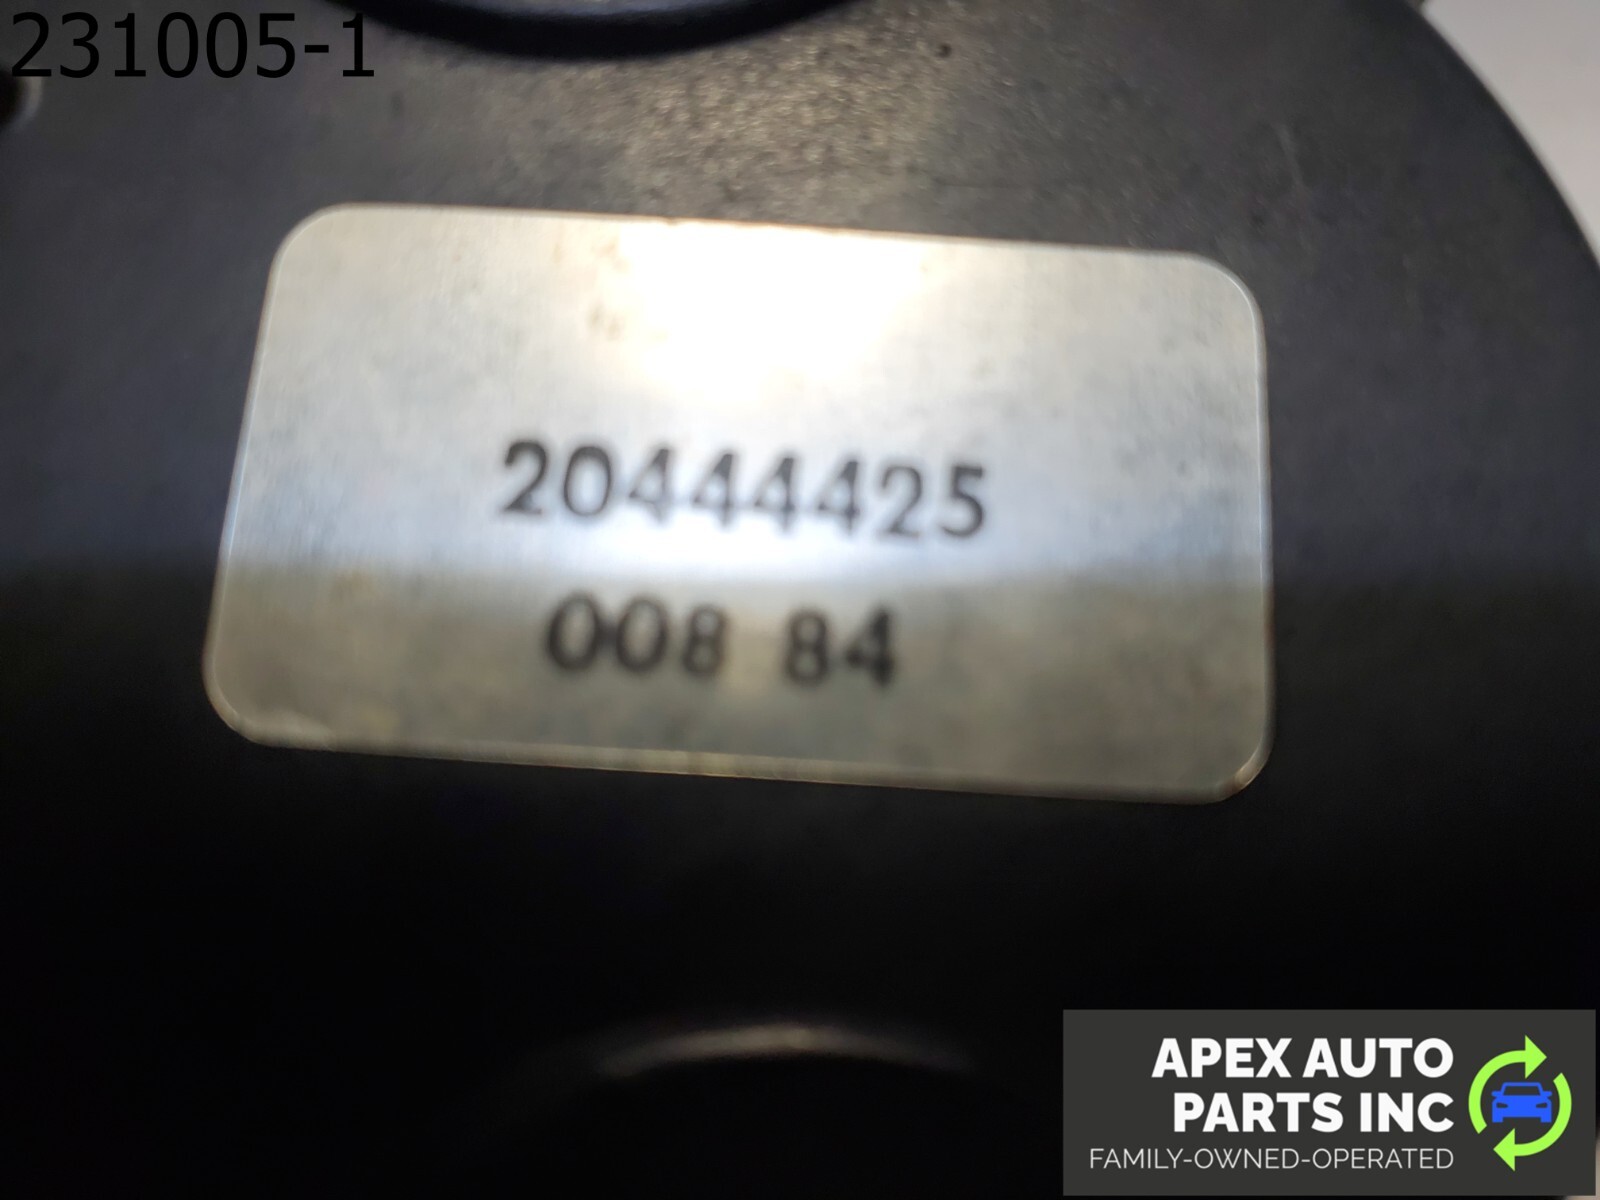 231005-1
20444425
008 84
APEX AUTO
PARTS INC
FAMILY-OWNED-OPERATED